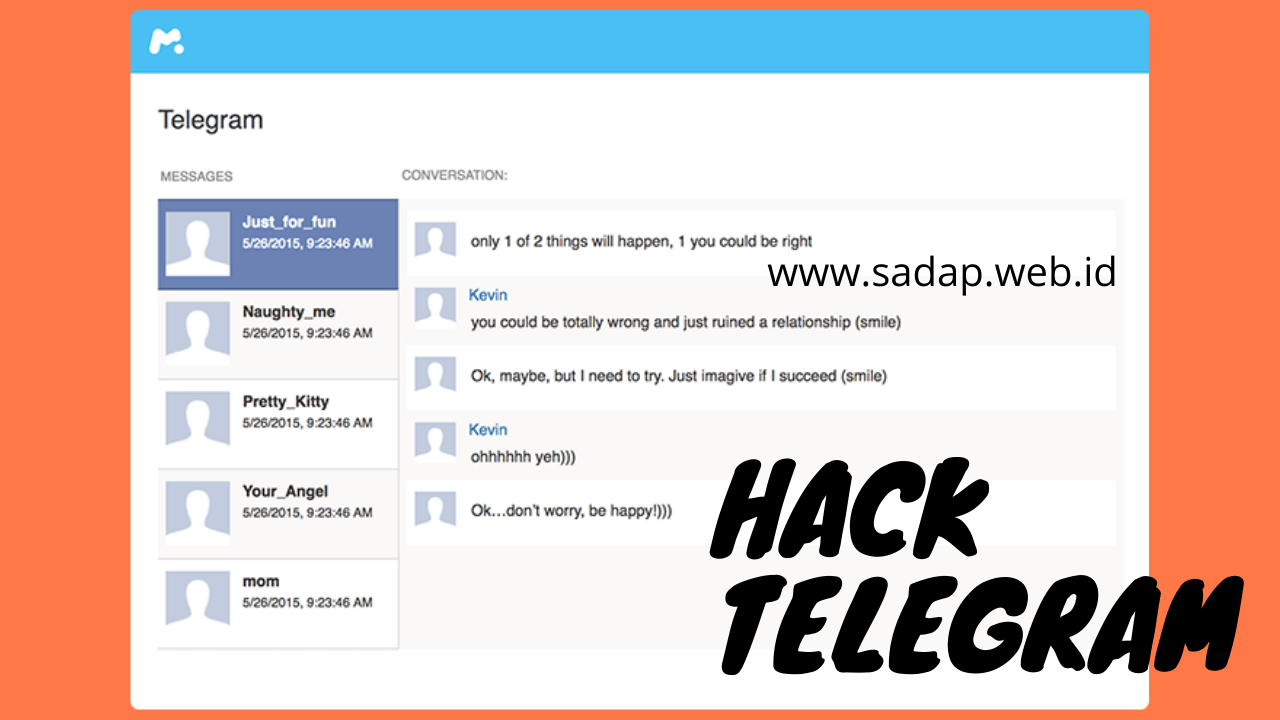 Telegram
MESSAGES
CONVERSATION:
Just_for_fun
5/26/2015, 9:23:46 AM
Naughty_me
5/26/2015, 9:23:46 AM
Pretty_Kitty
5/26/2015, 9:23:46 AM
Your_Angel
5/26/2015, 9:23:46 AM
mom
5/26/2015, 9:23:46 AM
only 1 of 2 things will happen, 1 you could be right
www.sadap.web.id
Kevin
you could be totally wrong and just ruined a relationship (smile)
Ok, maybe, but I need to try. Just imagive if I succeed (smile)
Kevin
ohhhhhh yeh)))
Ok...don't worry, be happy!)))
HACK
TELEGRAM